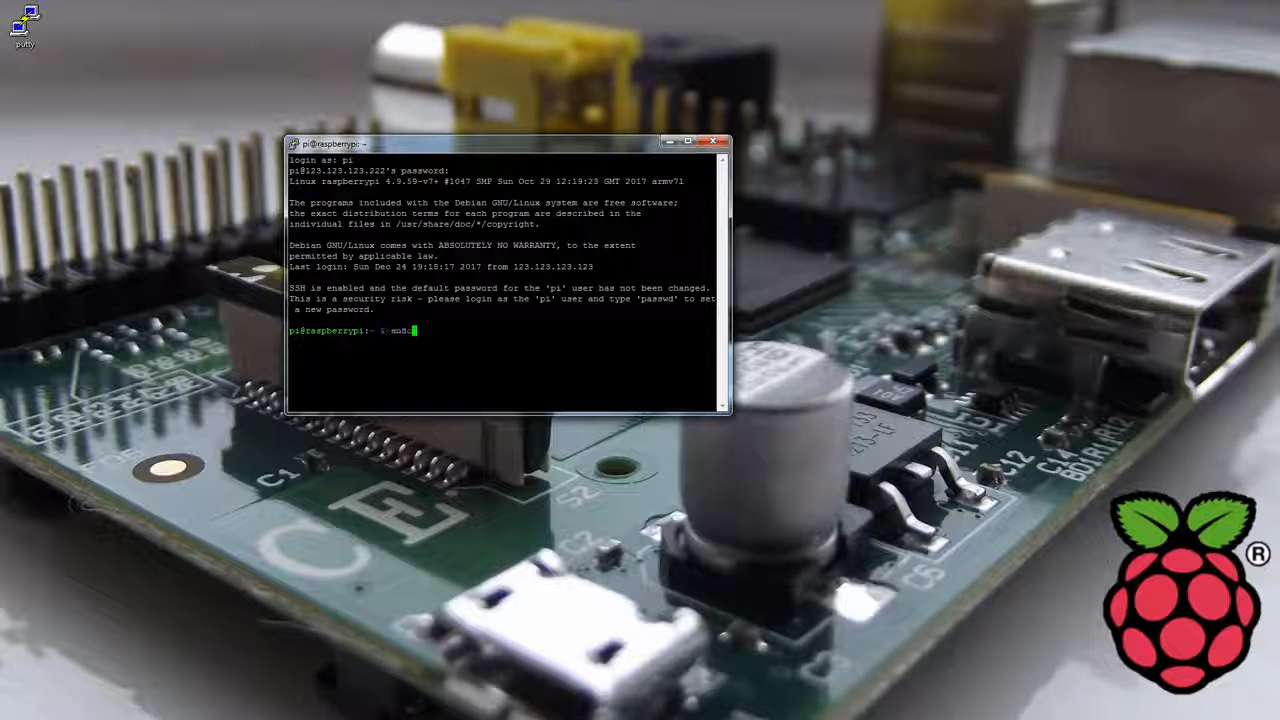 putty
pi@raspberrypi: ~
login as: pi
pi@123.123.123.222's password:
Linux raspberrypi 4.9.59-v7+ #1047 SMP Sun Oct 29 12:19:23 GMT 2017 armv7l
The programs included with the Debian GNU/Linux system are free software;
the exact distribution terms for each program are described in the
individual files in /usr/share/doc/*/copyright.
Debian GNU/Linux comes with ABSOLUTELY NO WARRANTY, to the extent
permitted by applicable law.
Last login: Sun Dec 24 19:18:17 2017 from 123.123.123.123
SSH is enabled and the default password for the 'pi' user has not been changed.
This is a security risk - please login as the 'pi' user and type 'passwd' to set
a new password.
pi@raspberrypi:~
C1
CE
S2
C2
C6
C12
C14
®